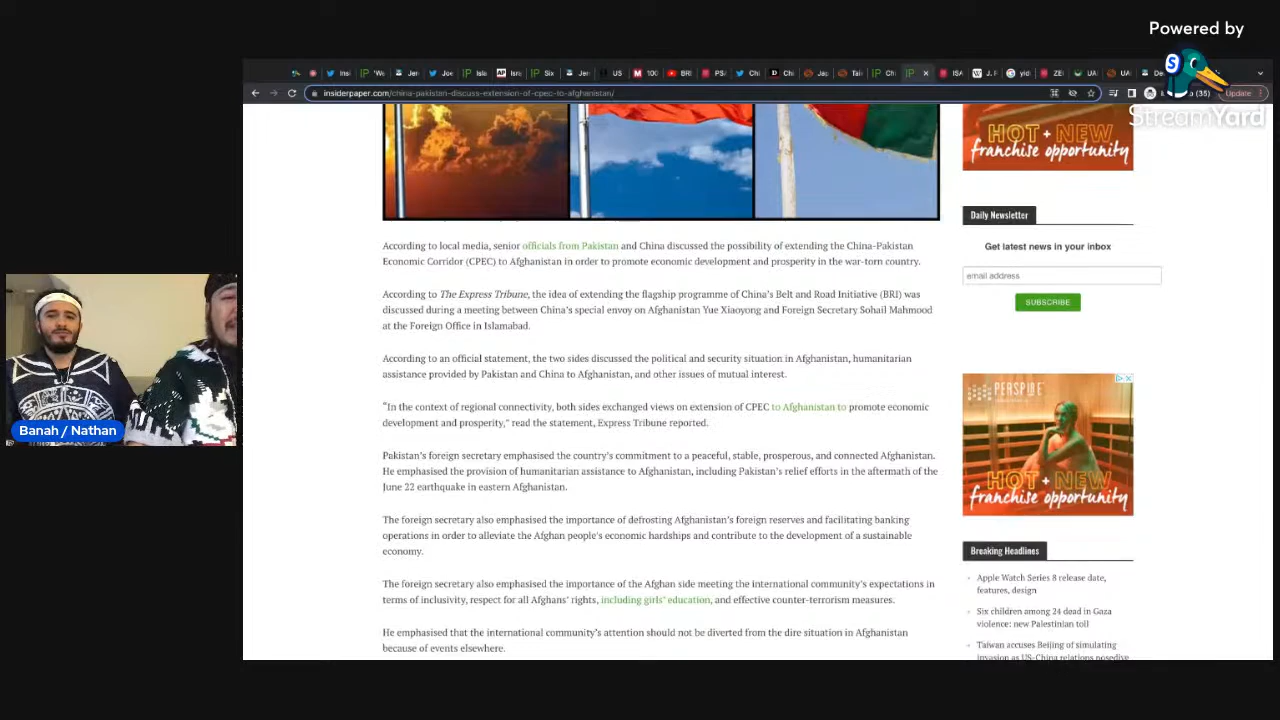 Powered by
StreamYard
insiderpaper.com/china-pakistan-discuss-extension-of-cpec-to-afghanistan/
Update
HOT + NEW
franchise opportunity
Daily Newsletter
Get latest news in your inbox
email address
SUBSCRIBE
According to local media, senior officials from Pakistan and China discussed the possibility of extending the China-Pakistan
Economic Corridor (CPEC) to Afghanistan in order to promote economic development and prosperity in the war-torn country.
According to The Express Tribune, the idea of extending the flagship programme of China's Belt and Road Initiative (BRI) was
discussed during a meeting between China's special envoy on Afghanistan Yue Xiaoyong and Foreign Secretary Sohail Mahmood
at the Foreign Office in Islamabad.
According to an official statement, the two sides discussed the political and security situation in Afghanistan, humanitarian
assistance provided by Pakistan and China to Afghanistan, and other issues of mutual interest.
“In the context of regional connectivity, both sides exchanged views on extension of CPEC to Afghanistan to promote economic
development and prosperity,” read the statement, Express Tribune reported.
Pakistan's foreign secretary emphasised the country's commitment to a peaceful, stable, prosperous, and connected Afghanistan.
He emphasised the provision of humanitarian assistance to Afghanistan, including Pakistan's relief efforts in the aftermath of the
June 22 earthquake in eastern Afghanistan.
The foreign secretary also emphasised the importance of defrosting Afghanistan's foreign reserves and facilitating banking
operations in order to alleviate the Afghan people's economic hardships and contribute to the development of a sustainable
economy.
The foreign secretary also emphasised the importance of the Afghan side meeting the international community's expectations in
terms of inclusivity, respect for all Afghans' rights, including girls' education, and effective counter-terrorism measures.
He emphasised that the international community's attention should not be diverted from the dire situation in Afghanistan
because of events elsewhere.
PERSPIRE
HOT + NEW
franchise opportunity
Breaking Headlines
Apple Watch Series 8 release date,
features, design
Six children among 24 dead in Gaza
violence: new Palestinian toll
Taiwan accuses Beijing of simulating
invasion as US-China relations nosedive
Banah / Nathan